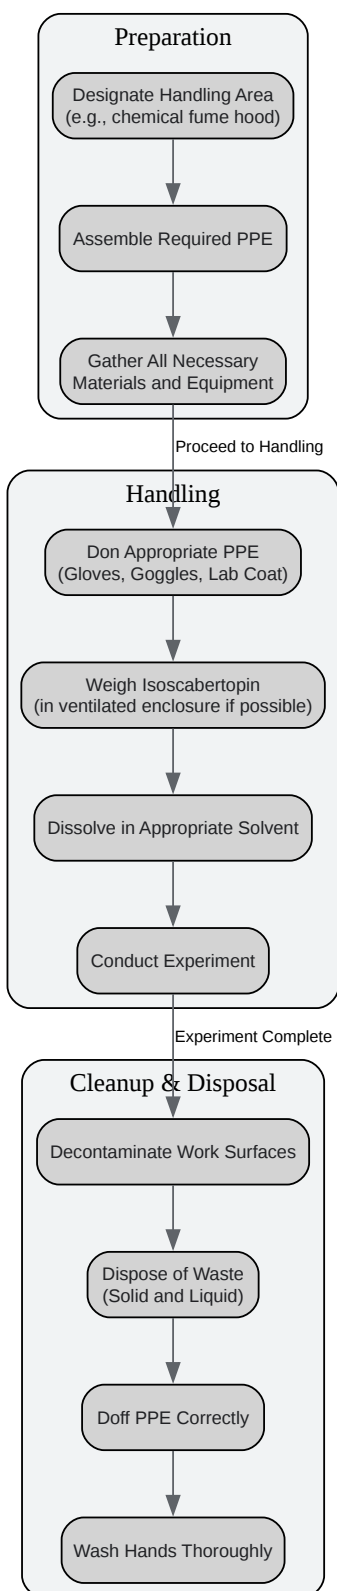 Preparation
Designate Handling Area
(e.g., chemical fume hood)
Assemble Required PPE
Gather All Necessary
Materials and Equipment
Proceed to Handling
Handling
Don Appropriate PPE
(Gloves, Goggles, Lab Coat)
Weigh Isoscabertopin
(in ventilated enclosure if possible)
Dissolve in Appropriate Solvent
Conduct Experiment
Experiment Complete
Cleanup & Disposal
Decontaminate Work Surfaces
Dispose of Waste
(Solid and Liquid)
Doff PPE Correctly
Wash Hands Thoroughly